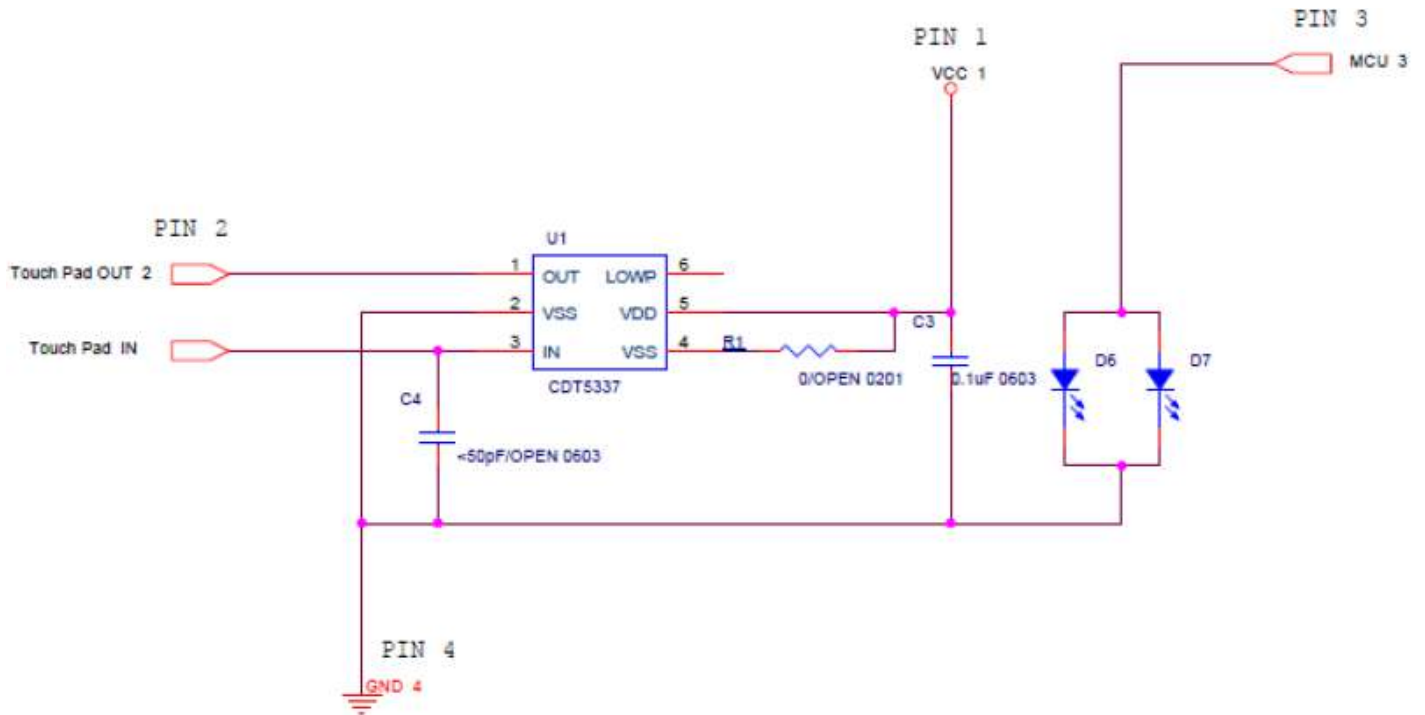 PIN 3
MCU 3
PIN 1
VCC 1
PIN 2
Touch Pad OUT 2
Touch Pad IN
U1
1 OUT LOWP 6
2 VSS VDD 5
3 IN VSS 4
CDT5337
R1
0/OPEN 0201
C3
0.1uF 0603
D6
D7
C4
<50pF/OPEN 0603
PIN 4
GND 4